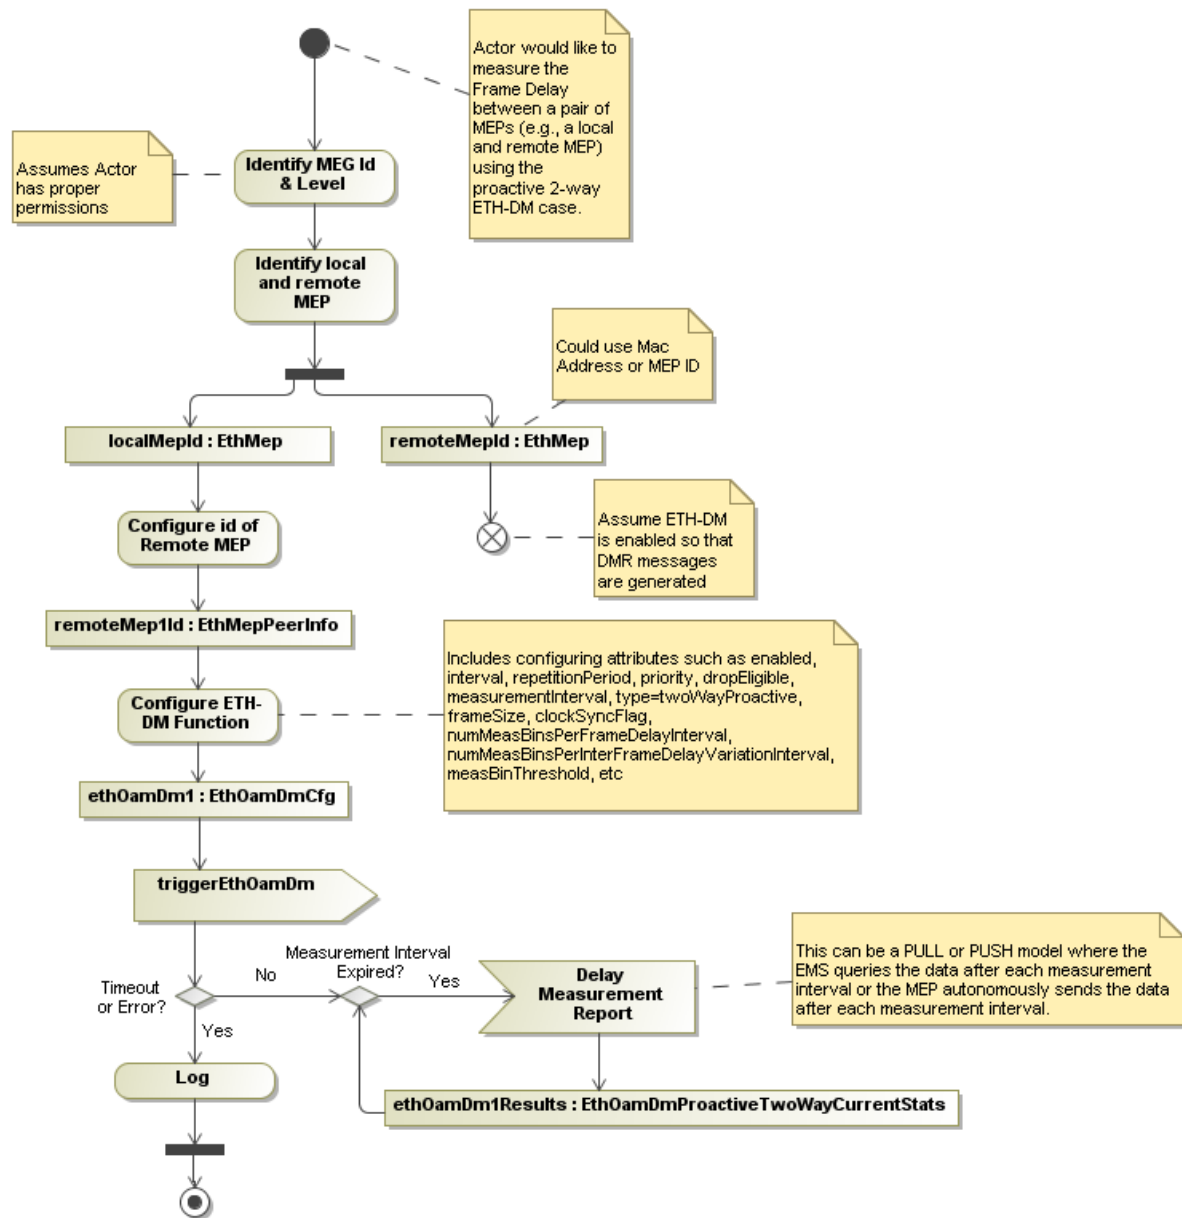 Actor would like to
measure the
Frame Delay
between a pair of
MEPs (e.g., a local
and remote MEP)
using the
proactive 2-way
ETH-DM case.
Assumes Actor
has proper
permissions
Identify MEG Id
& Level
Identify local
and remote
MEP
Could use Mac
Address or MEP ID
localMepId : EthMep
remoteMepId : EthMep
Configure id of
Remote MEP
Assume ETH-DM
is enabled so that
DMR messages
are generated
remoteMep1Id : EthMepPeerInfo
Includes configuring attributes such as enabled,
interval, repetitionPeriod, priority, dropEligible,
measurementInterval, type=twoWayProactive,
frameSize, clockSyncFlag,
numMeasBinsPerFrameDelayInterval,
numMeasBinsPerInterFrameDelayVariationInterval,
measBinThreshold, etc
Configure ETH-
DM Function
ethOamDm1 : EthOamDmCfg
triggerEthOamDm
Timeout
or Error?
No
Measurement Interval
Expired?
Yes
Delay
Measurement
Report
This can be a PULL or PUSH model where the
EMS queries the data after each measurement
interval or the MEP autonomously sends the data
after each measurement interval.
Yes
Log
ethOamDm1Results : EthOamDmProactiveTwoWayCurrentStats